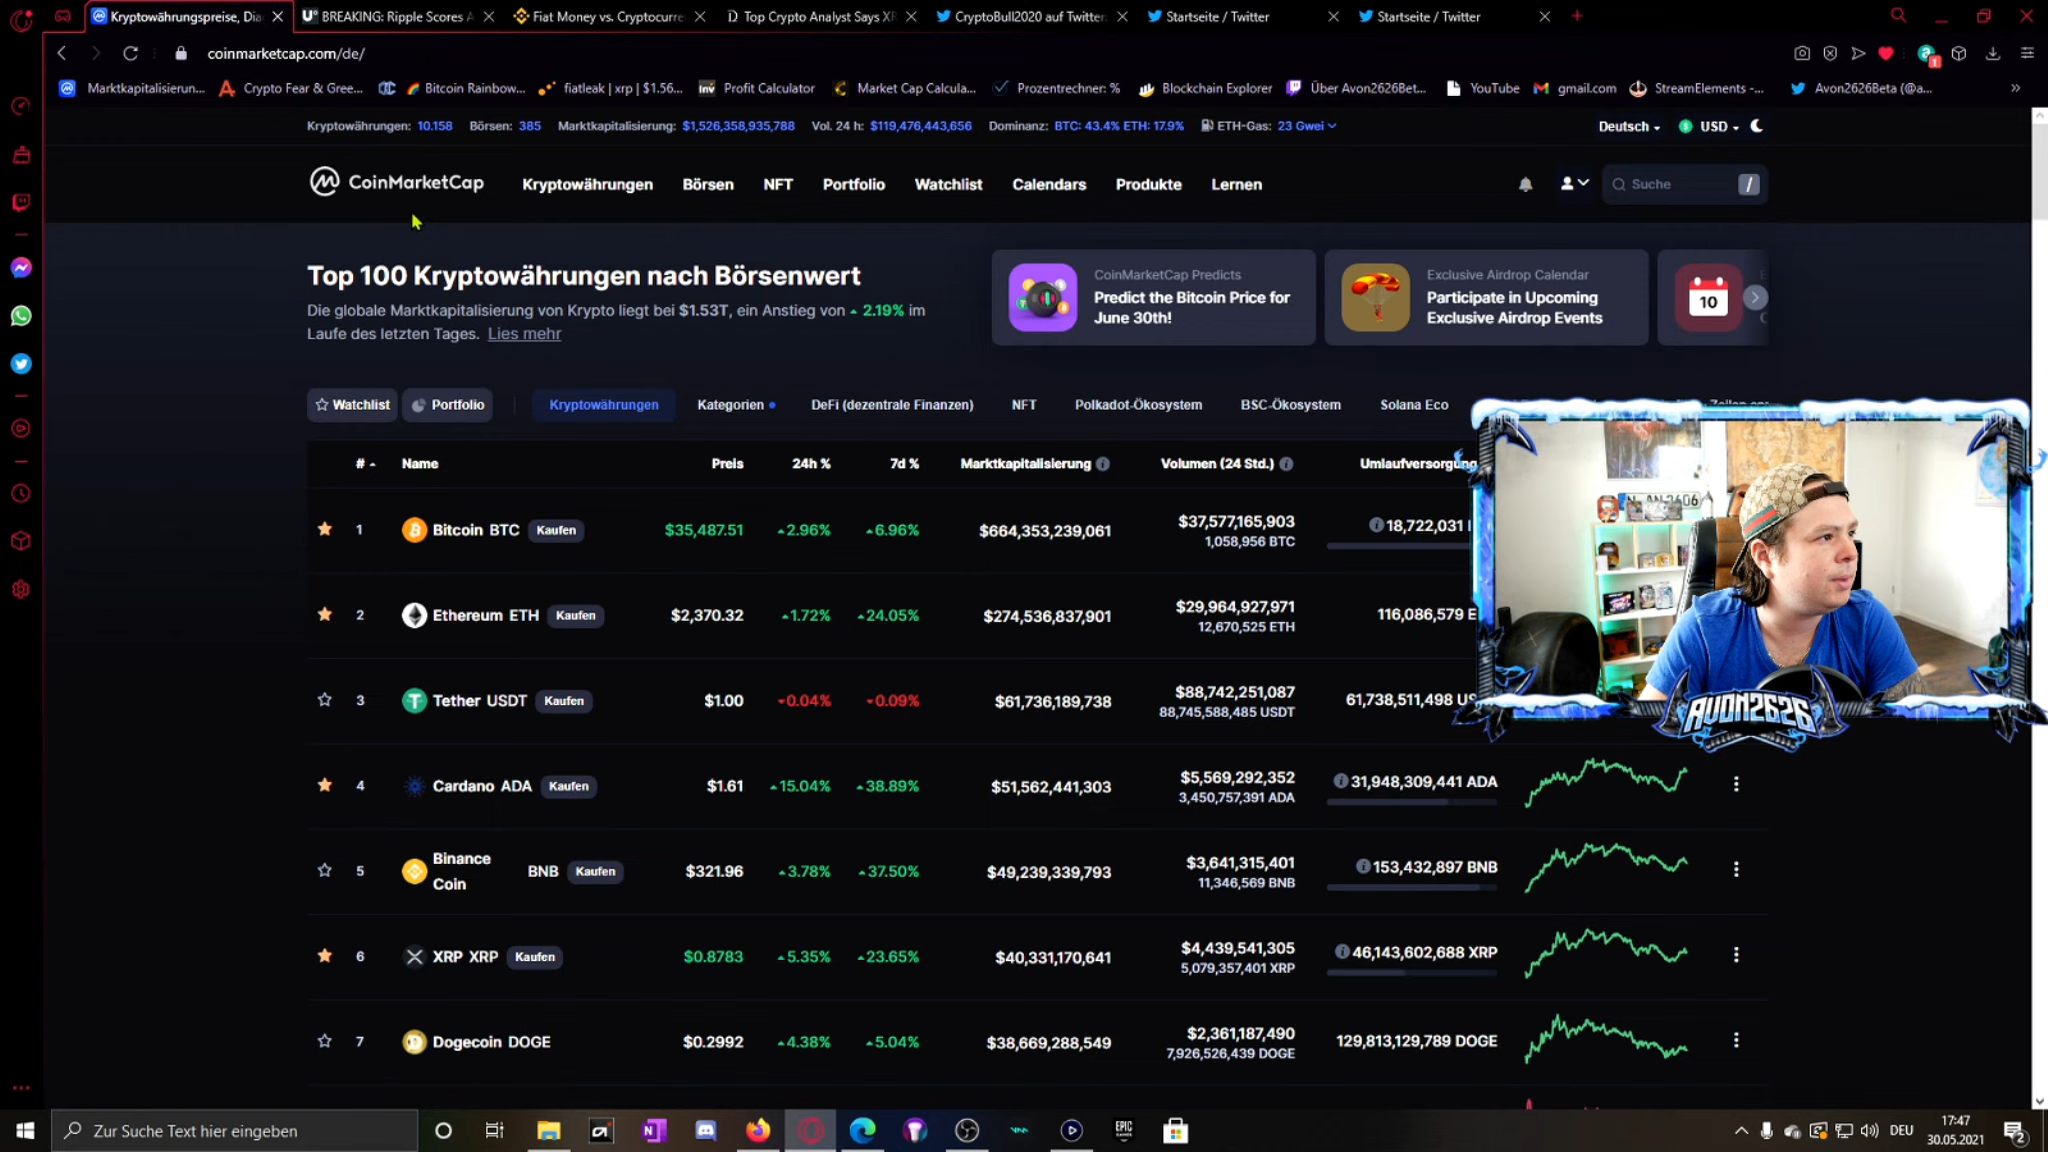 Kryptowährungspreise, Dia
BREAKING: Ripple Scores A
Fiat Money vs. Cryptocurre
Top Crypto Analyst Says XR
CryptoBull2020 auf Twitter:
Startseite / Twitter
Startseite / Twitter
coinmarketcap.com/de/
Marktkapitalisierun...
Crypto Fear & Gree...
Bitcoin Rainbow...
fiatleak | xrp | $1.56...
Profit Calculator
Market Cap Calcula...
Prozentrechner: %
Blockchain Explorer
Über Avon2626Bet...
YouTube
gmail.com
StreamElements -...
Avon2626Beta (@a...
Kryptowährungen: 10.158 Börsen: 385 Marktkapitalisierung: $1,526,358,935,788 Vol. 24 h: $119,476,443,656 Dominanz: BTC: 43.4% ETH: 17.9% ETH-Gas: 23 Gwei
Deutsch USD
CoinMarketCap Kryptowährungen Börsen NFT Portfolio Watchlist Calendars Produkte Lernen
Suche /
Top 100 Kryptowährungen nach Börsenwert
Die globale Marktkapitalisierung von Krypto liegt bei $1.53T, ein Anstieg von 2.19% im
Laufe des letzten Tages. Lies mehr
CoinMarketCap Predicts
Predict the Bitcoin Price for
June 30th!
Exclusive Airdrop Calendar
Participate in Upcoming
Exclusive Airdrop Events
10
Watchlist Portfolio Kryptowährungen Kategorien DeFi (dezentrale Finanzen) NFT Polkadot-Ökosystem BSC-Ökosystem Solana Eco
# Name Preis 24h % 7d % Marktkapitalisierung Volumen (24 Std.) Umlaufversorgung
1 Bitcoin BTC Kaufen $35,487.51 2.96% 6.96% $664,353,239,061 $37,577,165,903 18,722,031
1,058,956 BTC
2 Ethereum ETH Kaufen $2,370.32 1.72% 24.05% $274,536,837,901 $29,964,927,971 116,086,579 E
12,670,525 ETH
3 Tether USDT Kaufen $1.00 0.04% 0.09% $61,736,189,738 $88,742,251,087 61,738,511,498 US
88,745,588,485 USDT
4 Cardano ADA Kaufen $1.61 15.04% 38.89% $51,562,441,303 $5,569,292,352 31,948,309,441 ADA
3,450,757,391 ADA
5 Binance Coin BNB Kaufen $321.96 3.78% 37.50% $49,239,339,793 $3,641,315,401 153,432,897 BNB
11,346,569 BNB
6 XRP XRP Kaufen $0.8783 5.35% 23.65% $40,331,170,641 $4,439,541,305 46,143,602,688 XRP
5,079,357,401 XRP
7 Dogecoin DOGE $0.2992 4.38% 5.04% $38,669,288,549 $2,361,187,490 129,813,129,789 DOGE
7,926,526,439 DOGE
AVON2626
Zur Suche Text hier eingeben
EPIC
DEU
17:47
30.05.2021
2